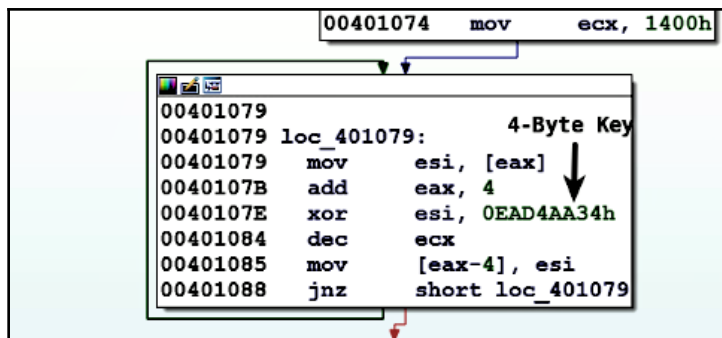 00401074 mov ecx, 1400h
00401079
00401079 loc_401079:
4-Byte Key
00401079 mov esi, [eax]
0040107B add eax, 4
0040107E xor esi, 0EAD4AA34h
00401084 dec ecx
00401085 mov [eax-4], esi
00401088 jnz short loc_401079